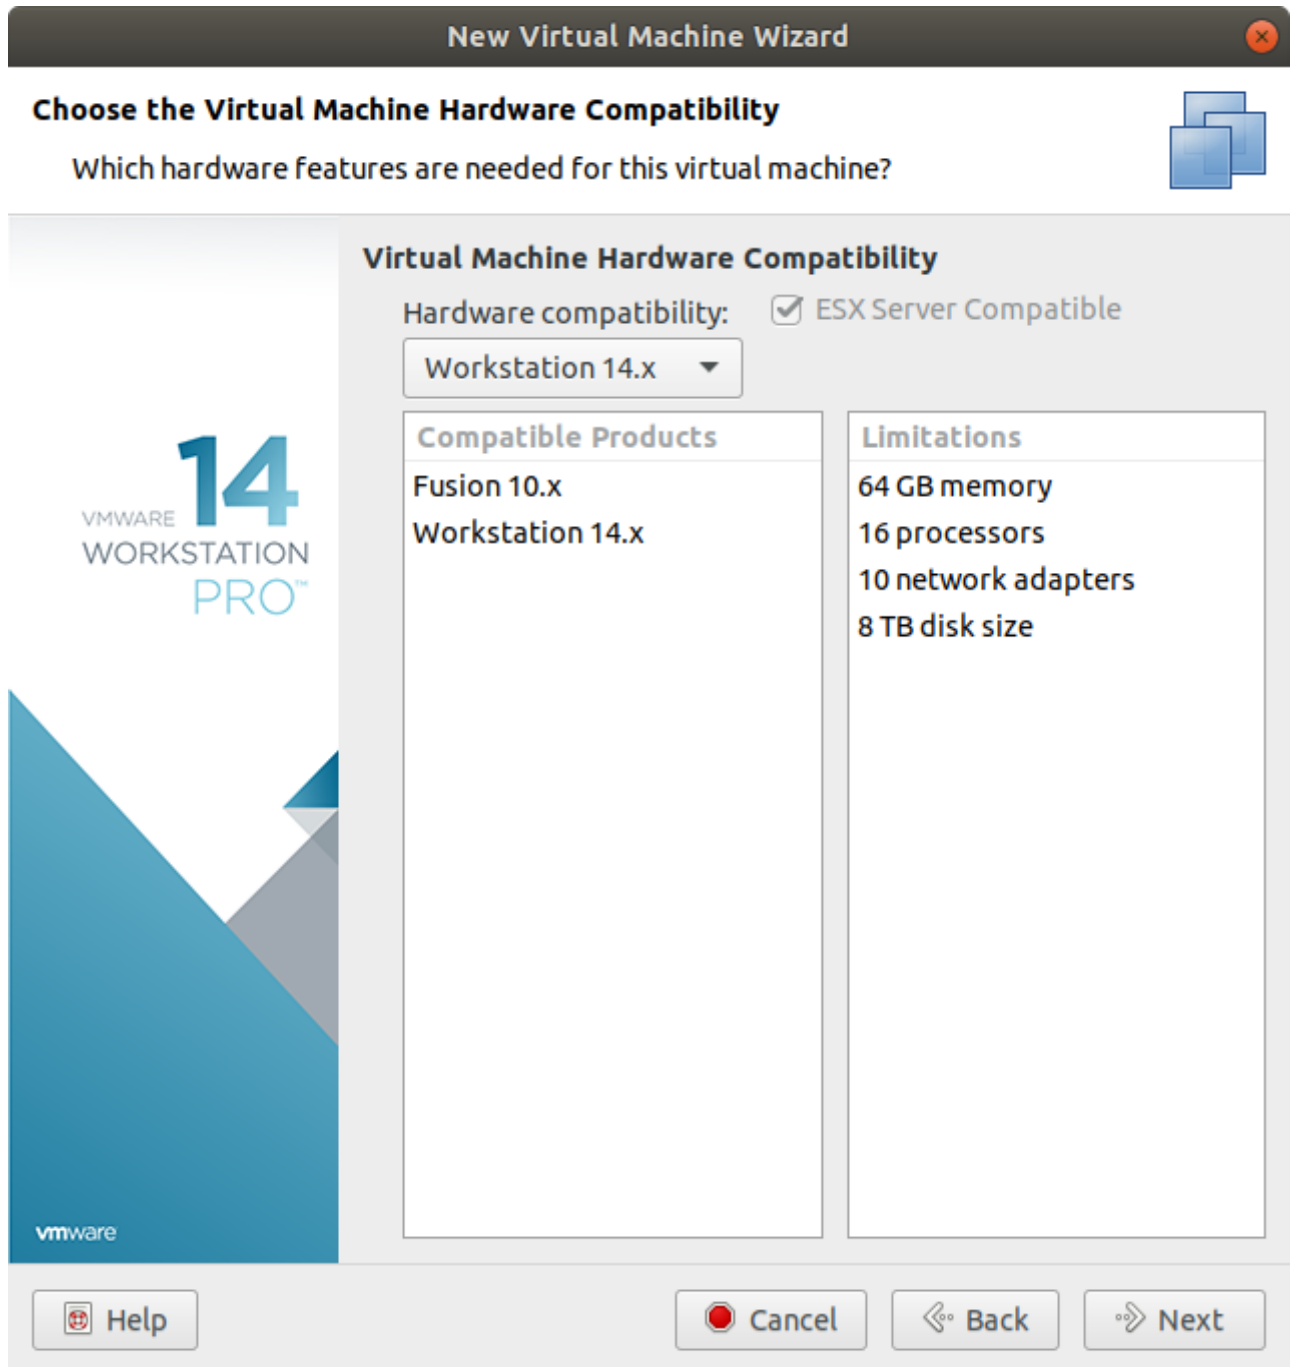 New Virtual Machine Wizard
Choose the Virtual Machine Hardware Compatibility
Which hardware features are needed for this virtual machine?
Virtual Machine Hardware Compatibility
Hardware compatibility:
ESX Server Compatible
Workstation 14.x
Compatible Products
Fusion 10.x
Workstation 14.x
Limitations
64 GB memory
16 processors
10 network adapters
8 TB disk size
14
VMWARE
WORKSTATION
PRO™
vmware
Help
Cancel
Back
Next